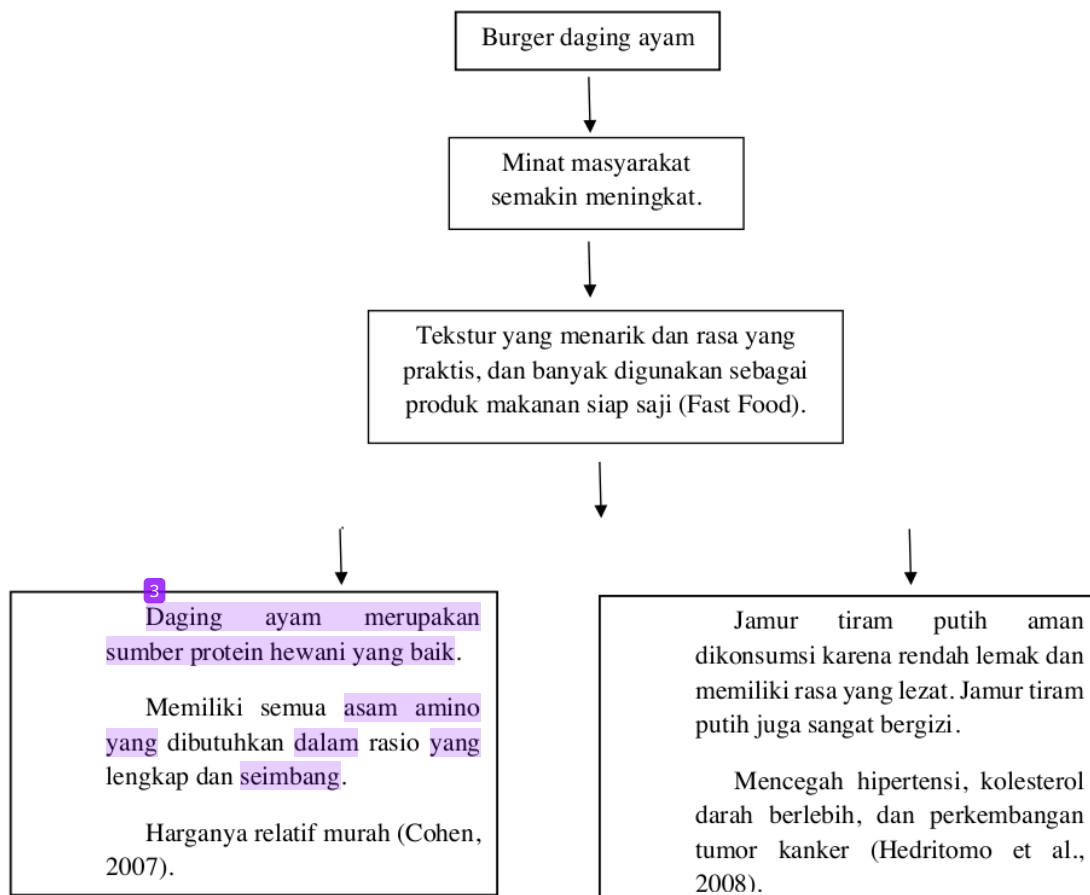 Burger daging ayam
Minat masyarakat
semakin meningkat.
Tekstur yang menarik dan rasa yang
praktis, dan banyak digunakan sebagai
produk makanan siap saji (Fast Food).
3
Daging ayam merupakan
sumber protein hewani yang baik.
Memiliki semua asam amino
yang dibutuhkan dalam rasio yang
lengkap dan seimbang.
Harganya relatif murah (Cohen,
2007).
Jamur tiram putih aman
dikonsumsi karena rendah lemak dan
memiliki rasa yang lezat. Jamur tiram
putih juga sangat bergizi.
Mencegah hipertensi, kolesterol
darah berlebih, dan perkembangan
tumor kanker (Hedritomo et al.,
2008).